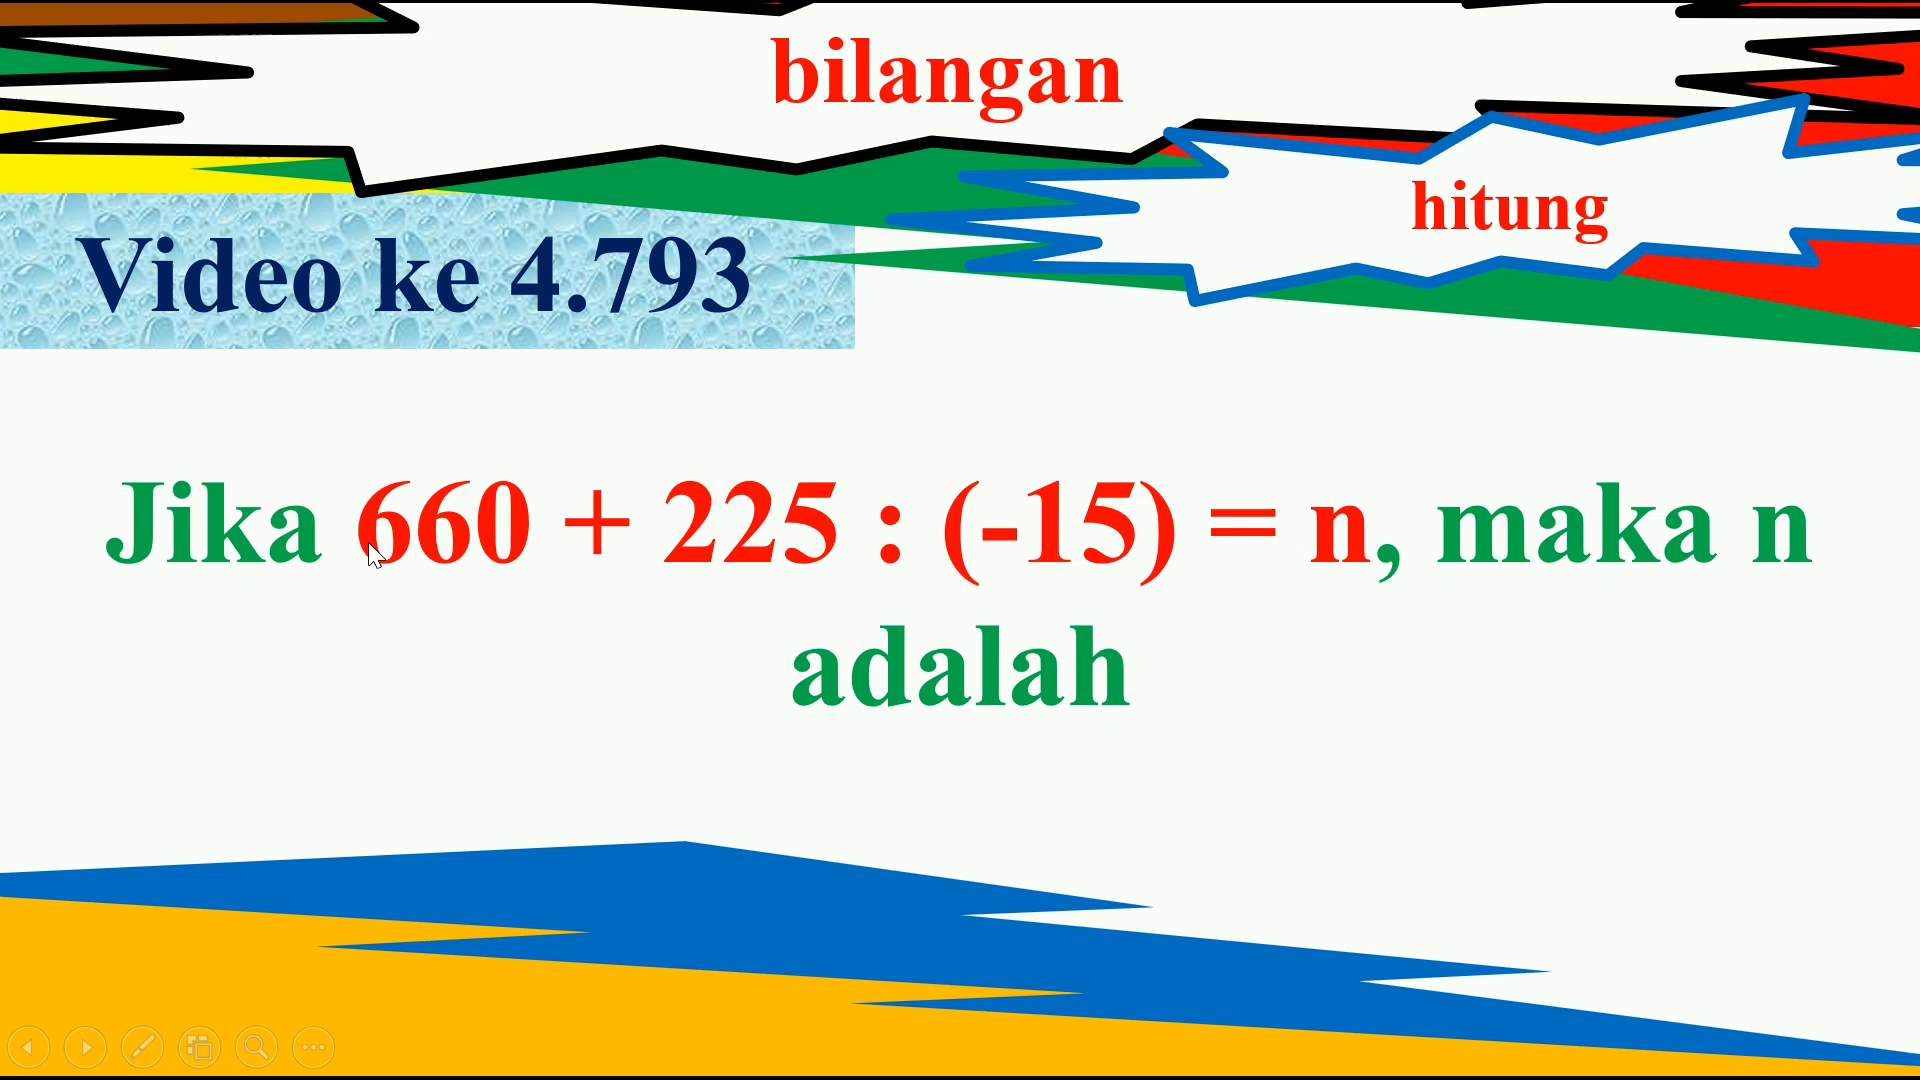 bilangan
hitung
Video ke 4.793
Jika 660 + 225 : (-15) = n, maka n
adalah